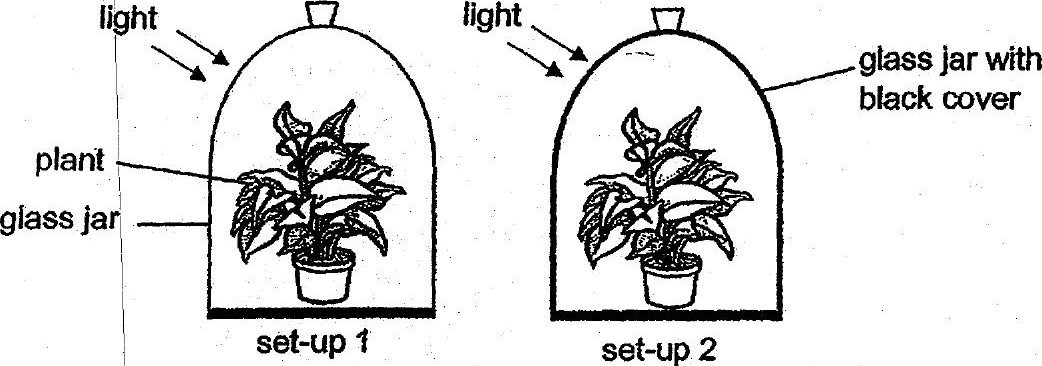 light
plant
glass jar
set-up 1
light
glass jar with
black cover
set-up 2